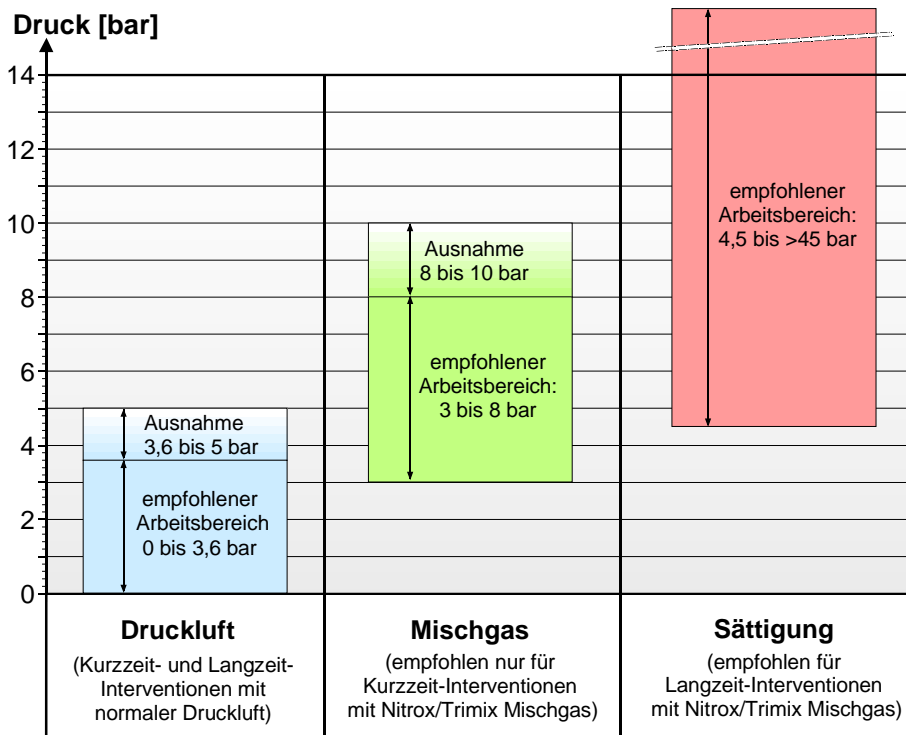 Druck [bar]
14
12
10
8
6
4
2
0
Ausnahme
3,6 bis 5 bar
empfohlener
Arbeitsbereich
0 bis 3,6 bar
Ausnahme
8 bis 10 bar
empfohlener
Arbeitsbereich:
3 bis 8 bar
empfohlener
Arbeitsbereich:
4,5 bis >45 bar
Druckluft
(Kurzzeit- und Langzeit-
Interventionen mit
normaler Druckluft)
Mischgas
(empfohlen nur für
Kurzzeit-Interventionen
mit Nitrox/Trimix Mischgas)
Sättigung
(empfohlen für
Langzeit-Interventionen
mit Nitrox/Trimix Mischgas)